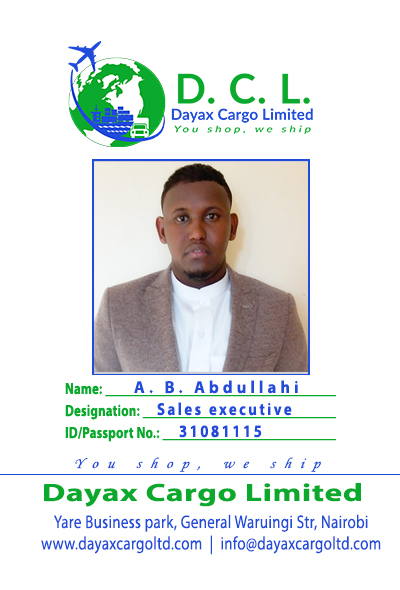 D. C. L.
Dayax Cargo Limited
You shop, we ship
Name: A. B. Abdullahi
Designation: Sales executive
ID/Passport No.: 31081115
You shop, we ship
Dayax Cargo Limited
Yare Business park, General Waruingi Str, Nairobi
www.dayaxcargoltd.com | info@dayaxcargoltd.com